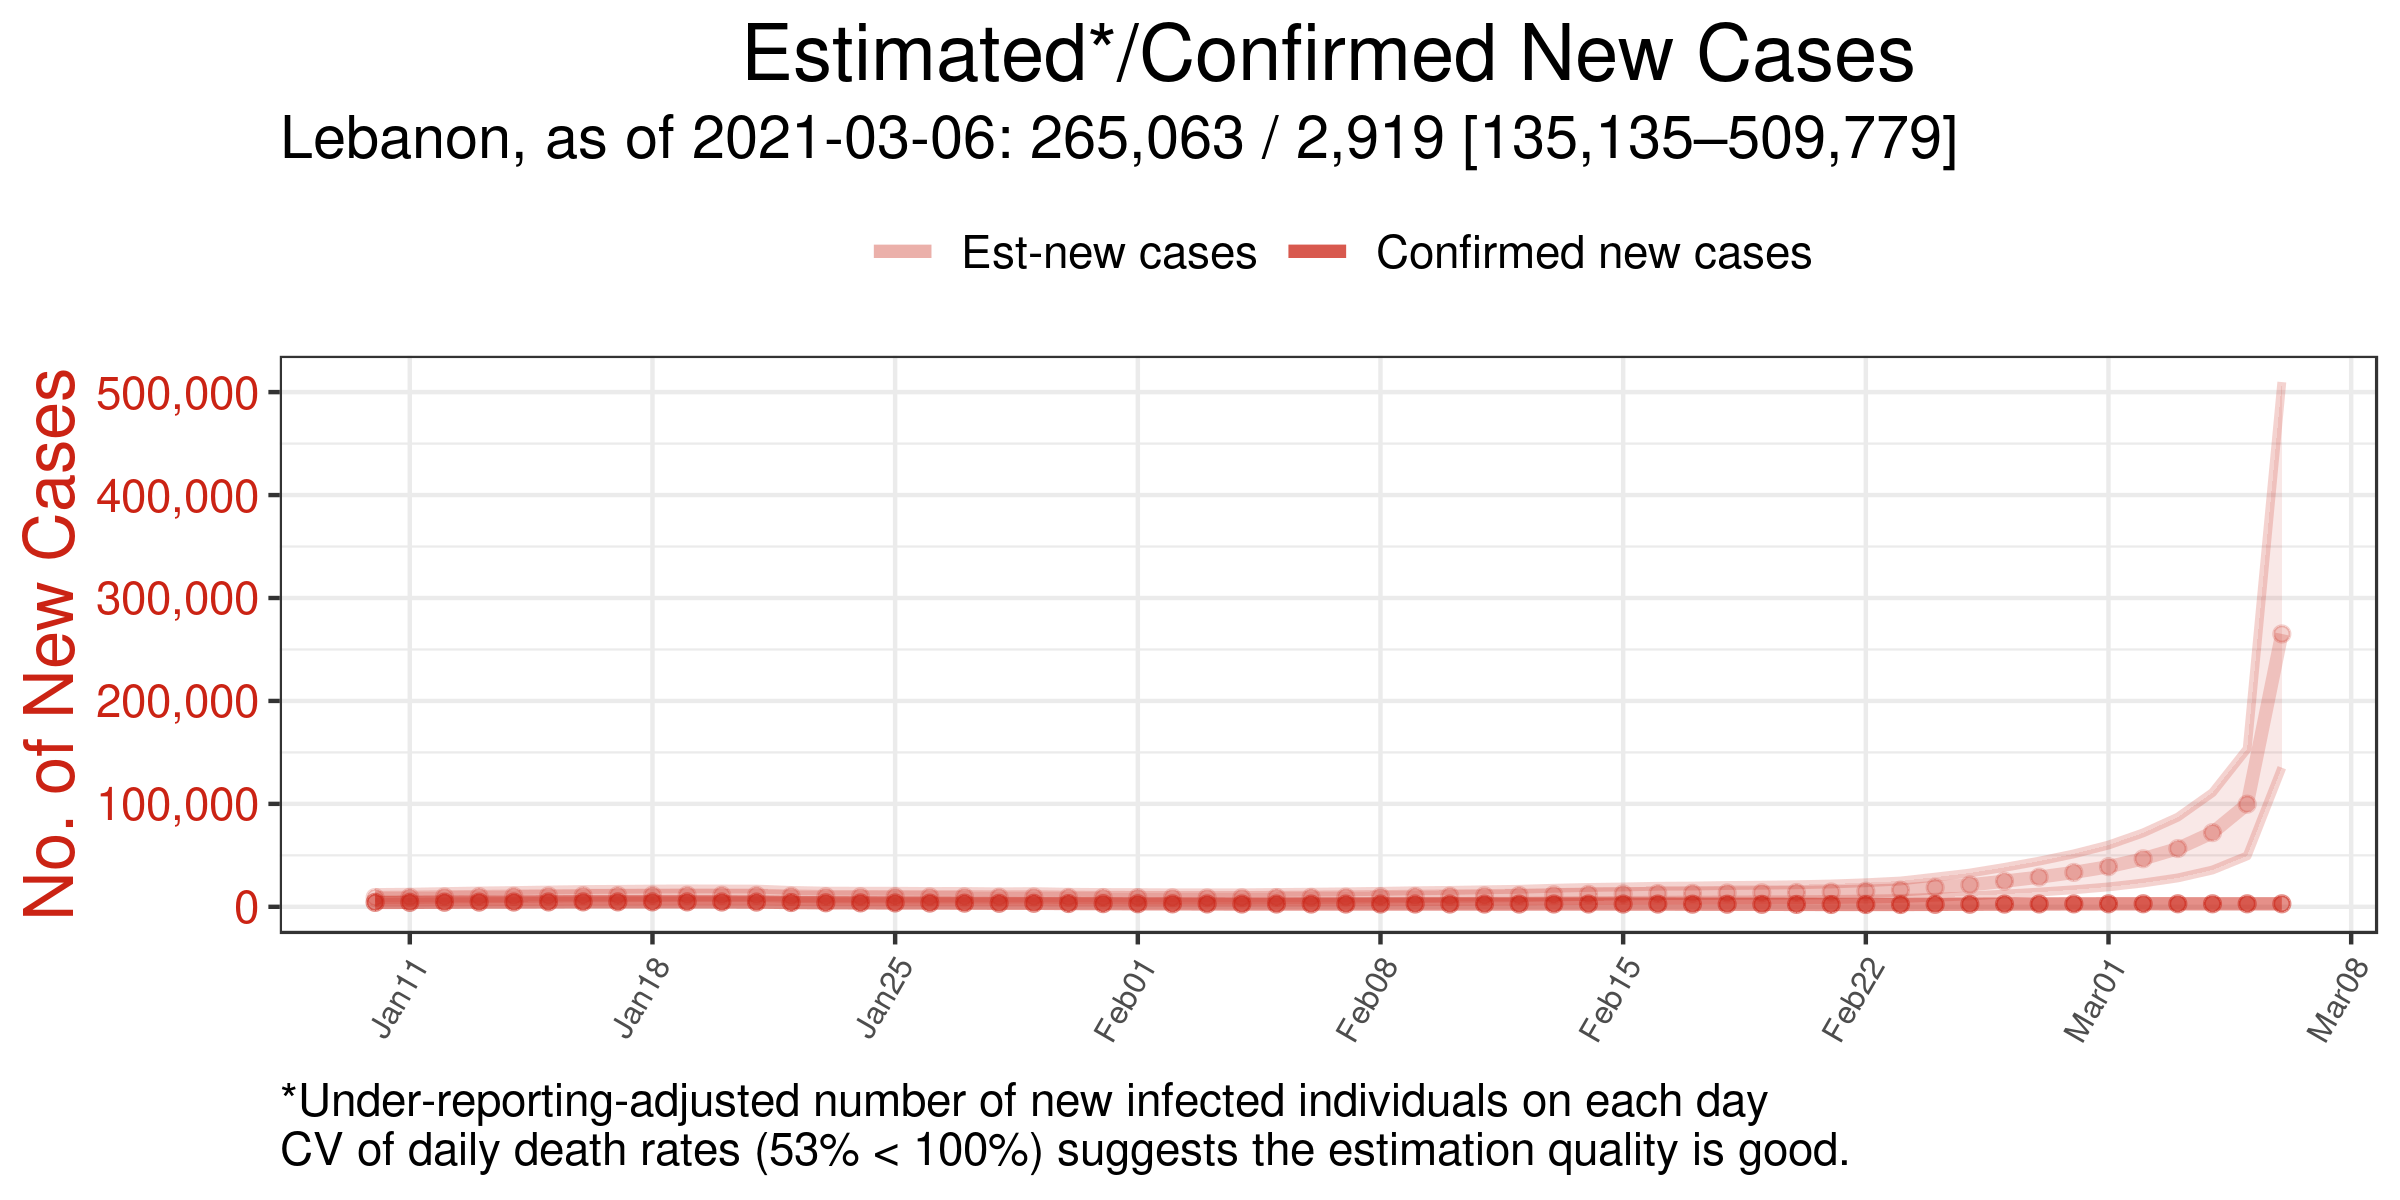 Estimated*/Confirmed New Cases
Lebanon, as of 2021-03-06: 265,063 / 2,919 [135,135–509,779]
Est-new cases
Confirmed new cases
No. of New Cases
500,000
400,000
300,000
200,000
100,000
0
Jan11
Jan18
Jan25
Feb01
Feb08
Feb15
Feb22
Mar01
Mar08
*Under-reporting-adjusted number of new infected individuals on each day
CV of daily death rates (53% < 100%) suggests the estimation quality is good.